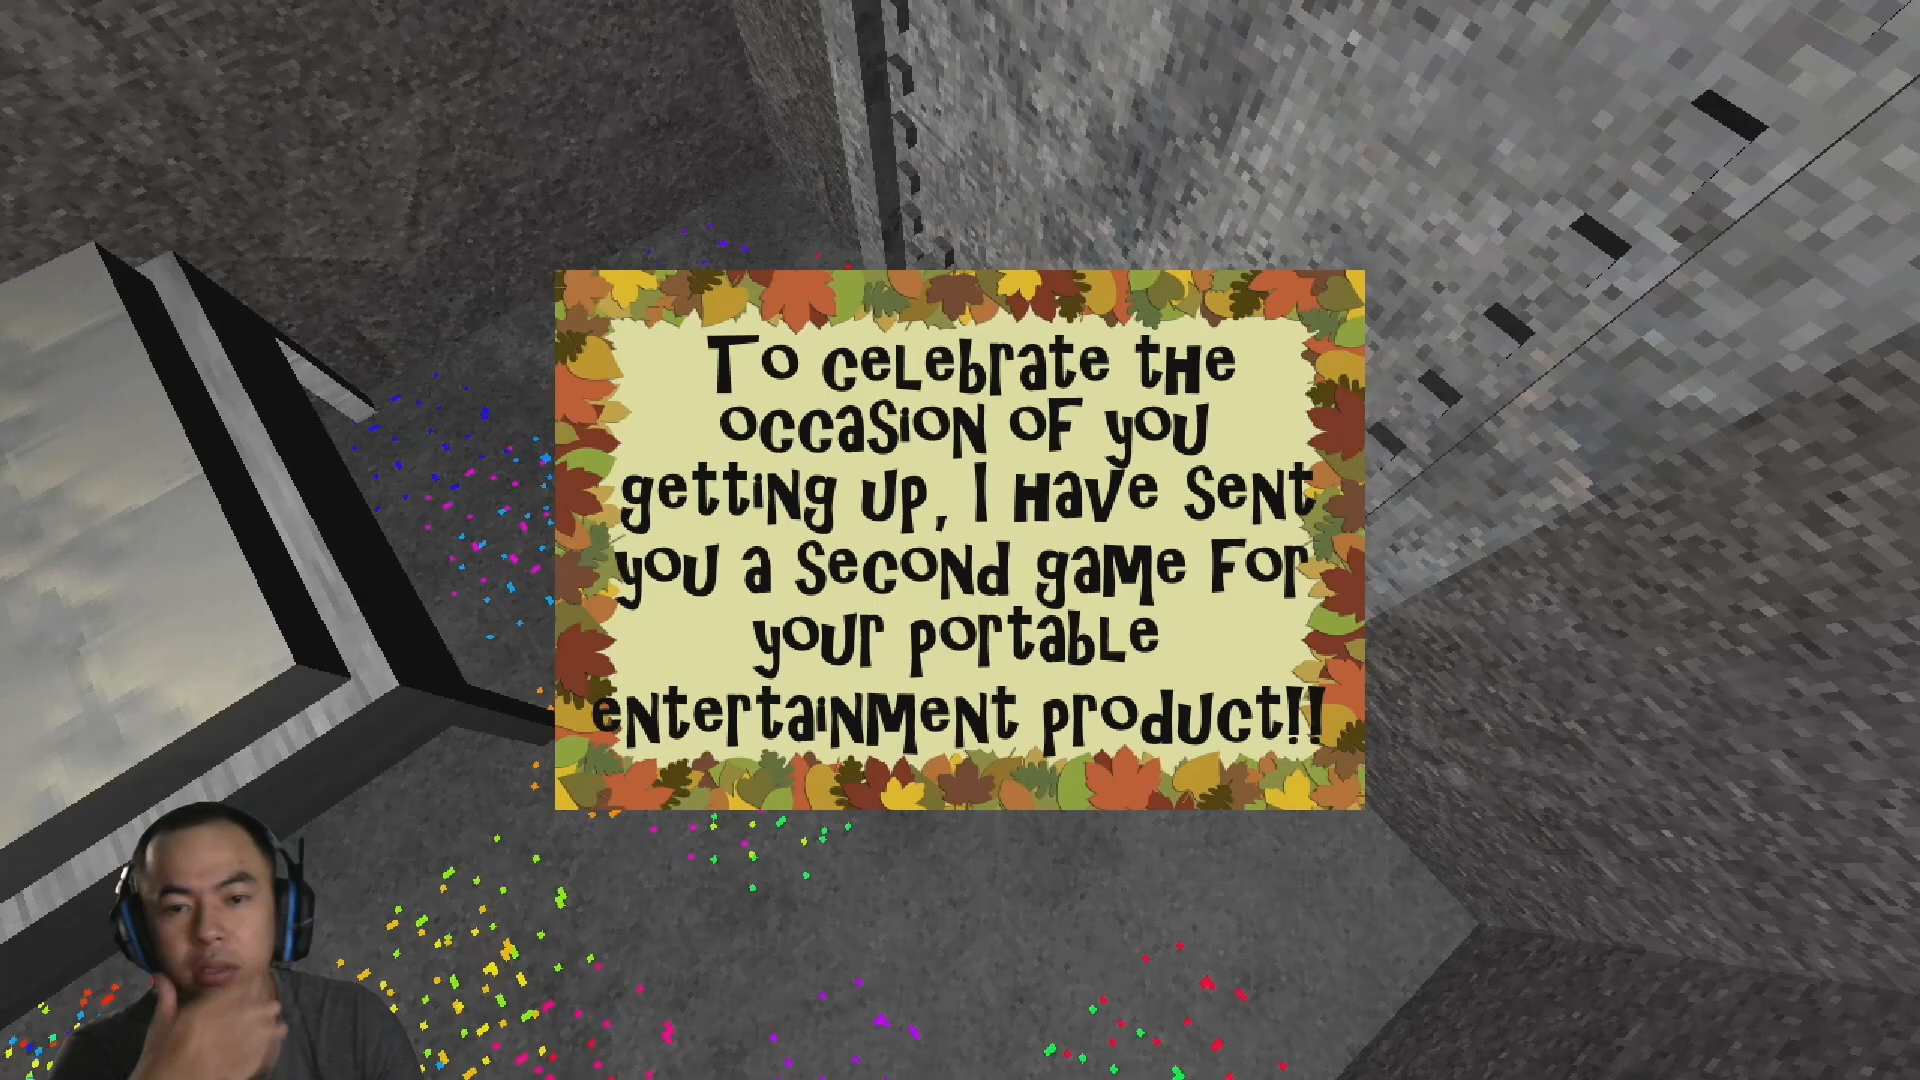 To celebrate the
occasion of you
getting up, I have sent
you a second game for
your portable
entertainment product!!